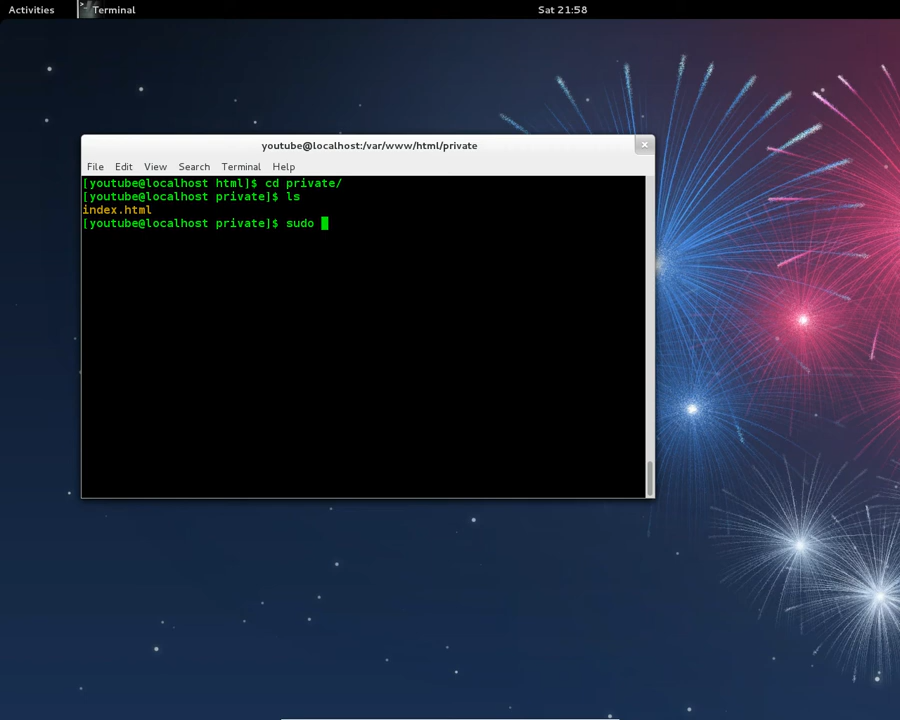 Activities
Terminal
Sat 21:58
youtube@localhost:/var/www/html/private
File Edit View Search Terminal Help
[youtube@localhost html]$ cd private/
[youtube@localhost private]$ ls
index.html
[youtube@localhost private]$ sudo